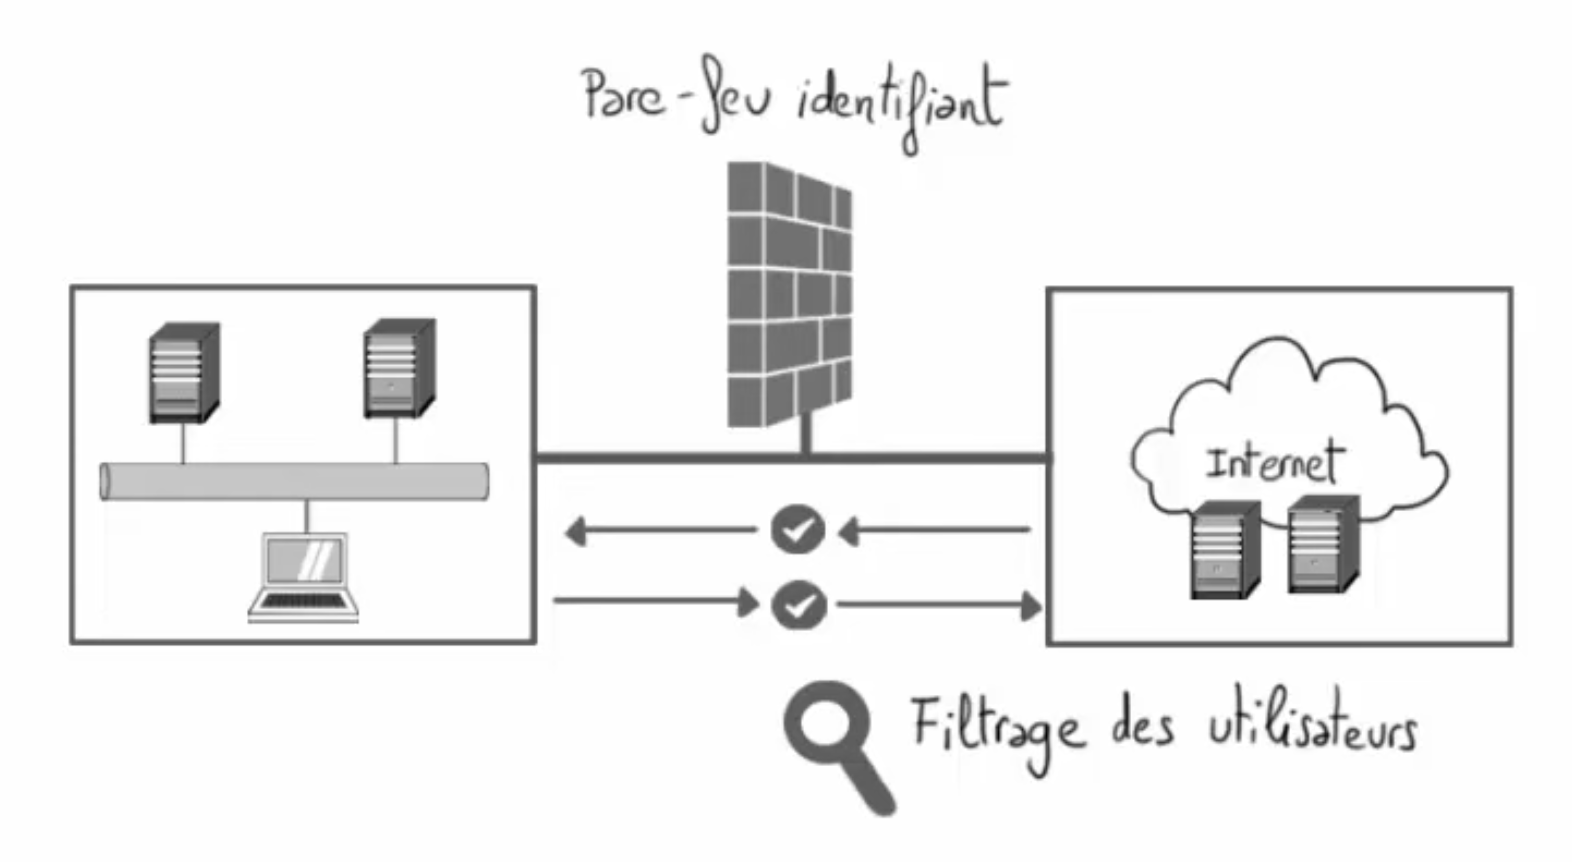 Pare-feu identifiant
Internet
Filtrage des utilisateurs